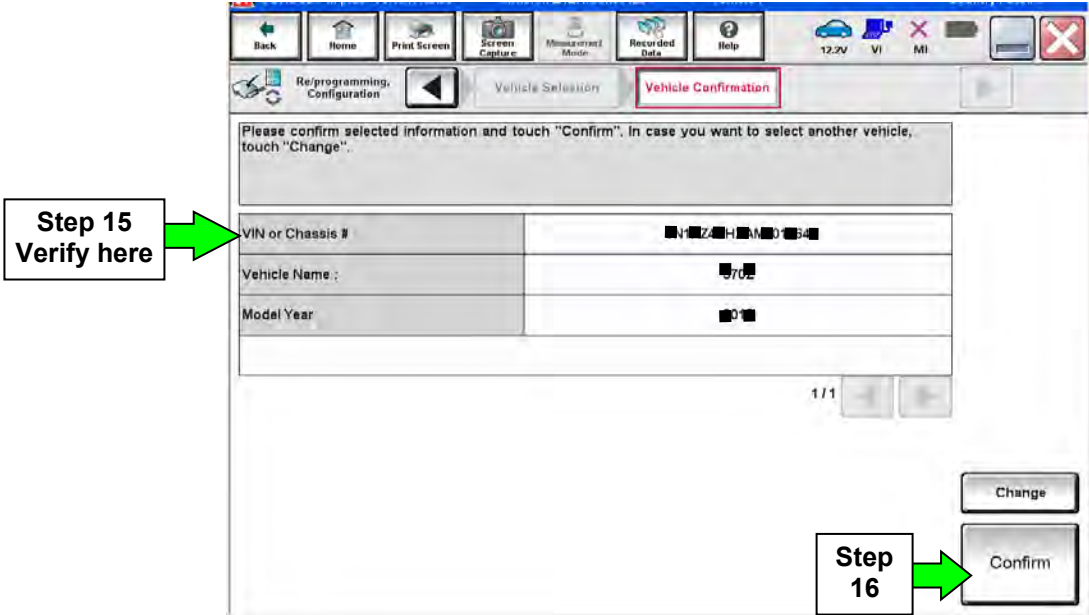 Back Home Print Screen Screen Capture Measurement Mode Recorded Data Help 12.2V VI MI
Re/programming, Configuration Vehicle Selection Vehicle Confirmation
Please confirm selected information and touch "Confirm". In case you want to select another vehicle,
touch "Change".
Step 15
Verify here
VIN or Chassis #
Vehicle Name :
Model Year
1/1
Change
Step
16
Confirm